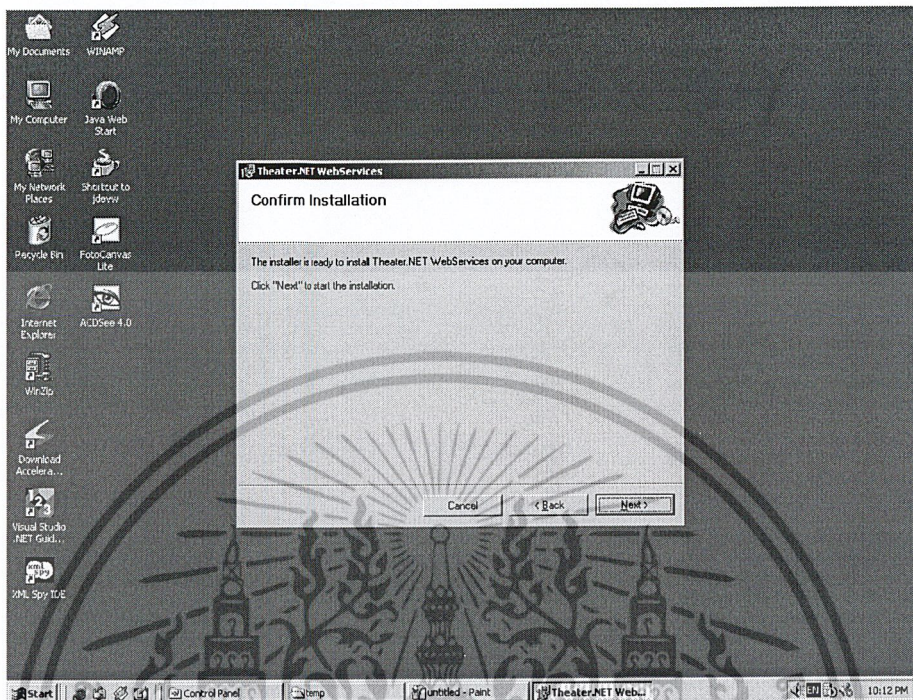 My Documents
WINAMP
My Computer
Java Web
Start
My Network
Places
Shortcut to
jdevw
Recycle Bin
FotoCanvas
Lite
Internet
Explorer
ACDSee 4.0
WinZip
Download
Accelera...
Visual Studio
.NET Guid...
XML Spy IDE
Theater.NET WebServices
Confirm Installation
The installer is ready to install Theater.NET WebServices on your computer.
Click "Next" to start the installation.
Cancel
< Back
Next >
Start
Control Panel
temp
untitled - Paint
Theater.NET Web...
EN
10:12 PM